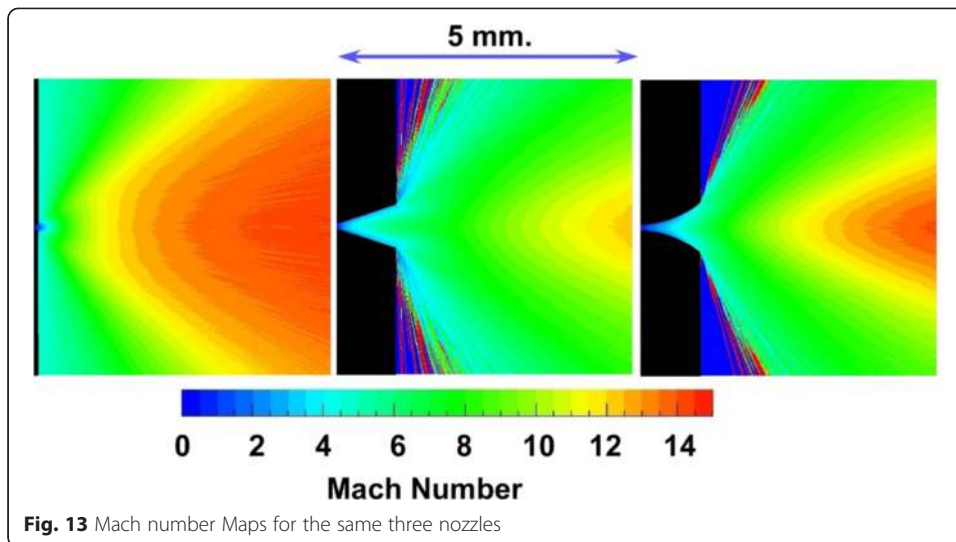 5 mm.
0 2 4 6 8 10 12 14
Mach Number
Fig. 13 Mach number Maps for the same three nozzles